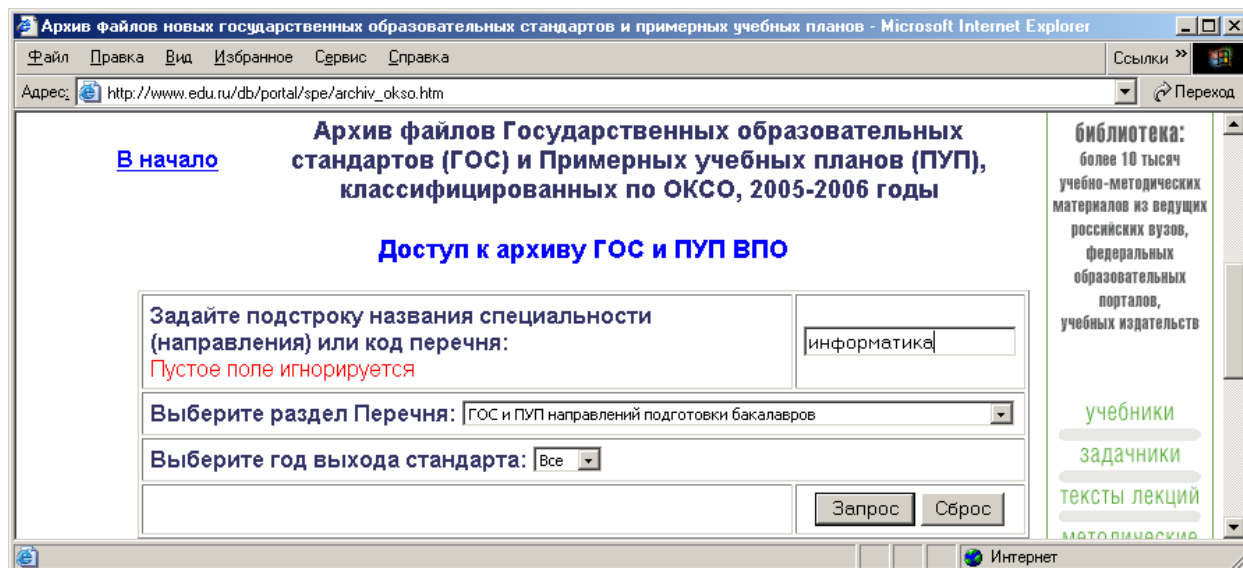 Архив файлов новых государственных образовательных стандартов и примерных учебных планов - Microsoft Internet Explorer
Файл Правка Вид Избранное Сервис Справка
Ссылки »
Адрес: http://www.edu.ru/db/portal/spe/archiv_okso.htm
Переход
В начало
Архив файлов Государственных образовательных
стандартов (ГОС) и Примерных учебных планов (ПУП),
классифицированных по ОКСО, 2005-2006 годы
Доступ к архиву ГОС и ПУП ВПО
Задайте подстроку названия специальности
(направления) или код перечня:
Пустое поле игнорируется
информатика
Выберите раздел Перечня: ГОС и ПУП направлений подготовки бакалавров
Выберите год выхода стандарта: Все
Запрос Сброс
библиотека:
более 10 тысяч
учебно-методических
материалов из ведущих
российских вузов,
федеральных
образовательных
порталов,
учебных издательств
учебники
задачники
тексты лекций
методические
Интернет